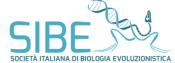 SIBE
SOCIETÀ ITALIANA DI BIOLOGIA EVOLUZIONISTICA